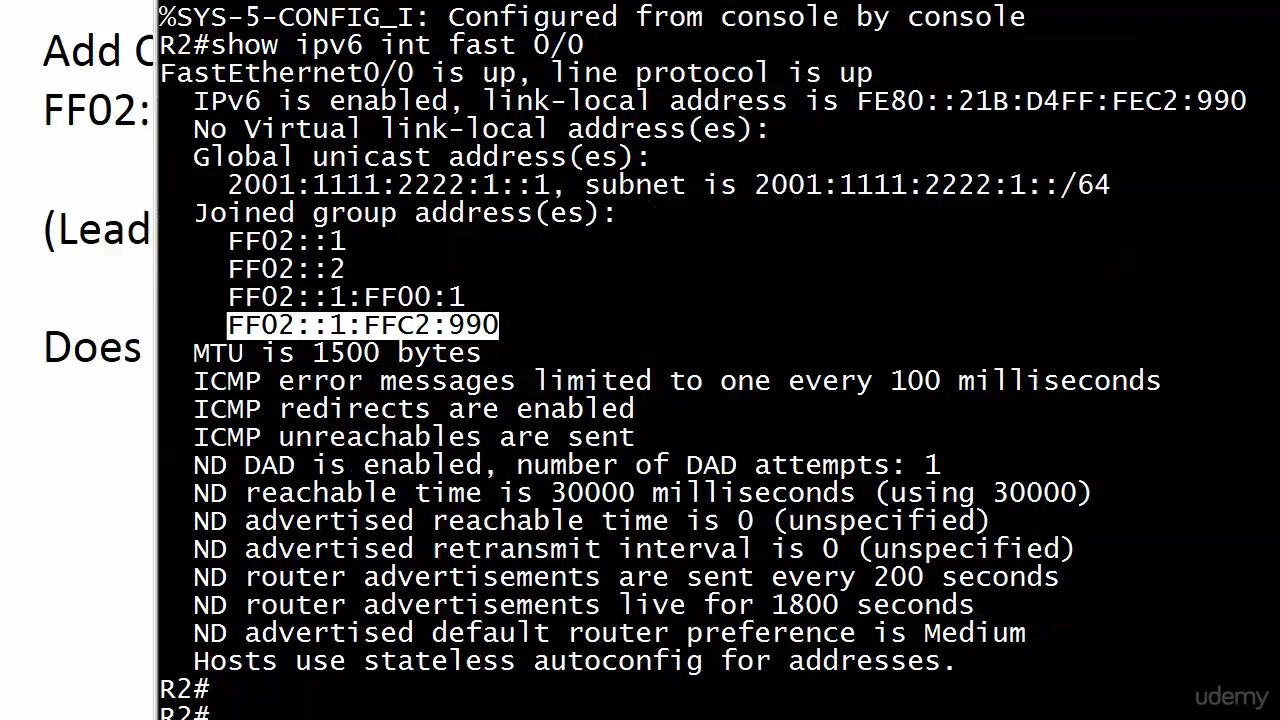 Add C
FF02:
(Lead
Does
%SYS-5-CONFIG_I: Configured from console by console
R2#show ipv6 int fast 0/0
FastEthernet0/0 is up, line protocol is up
IPv6 is enabled, link-local address is FE80::21B:D4FF:FEC2:990
No Virtual link-local address(es):
Global unicast address(es):
2001:1111:2222:1::1, subnet is 2001:1111:2222:1::/64
Joined group address(es):
FF02::1
FF02::2
FF02::1:FF00:1
FF02::1:FFC2:990
MTU is 1500 bytes
ICMP error messages limited to one every 100 milliseconds
ICMP redirects are enabled
ICMP unreachables are sent
ND DAD is enabled, number of DAD attempts: 1
ND reachable time is 30000 milliseconds (using 30000)
ND advertised reachable time is 0 (unspecified)
ND advertised retransmit interval is 0 (unspecified)
ND router advertisements are sent every 200 seconds
ND router advertisements live for 1800 seconds
ND advertised default router preference is Medium
Hosts use stateless autoconfig for addresses.
R2#
R2#
udemy